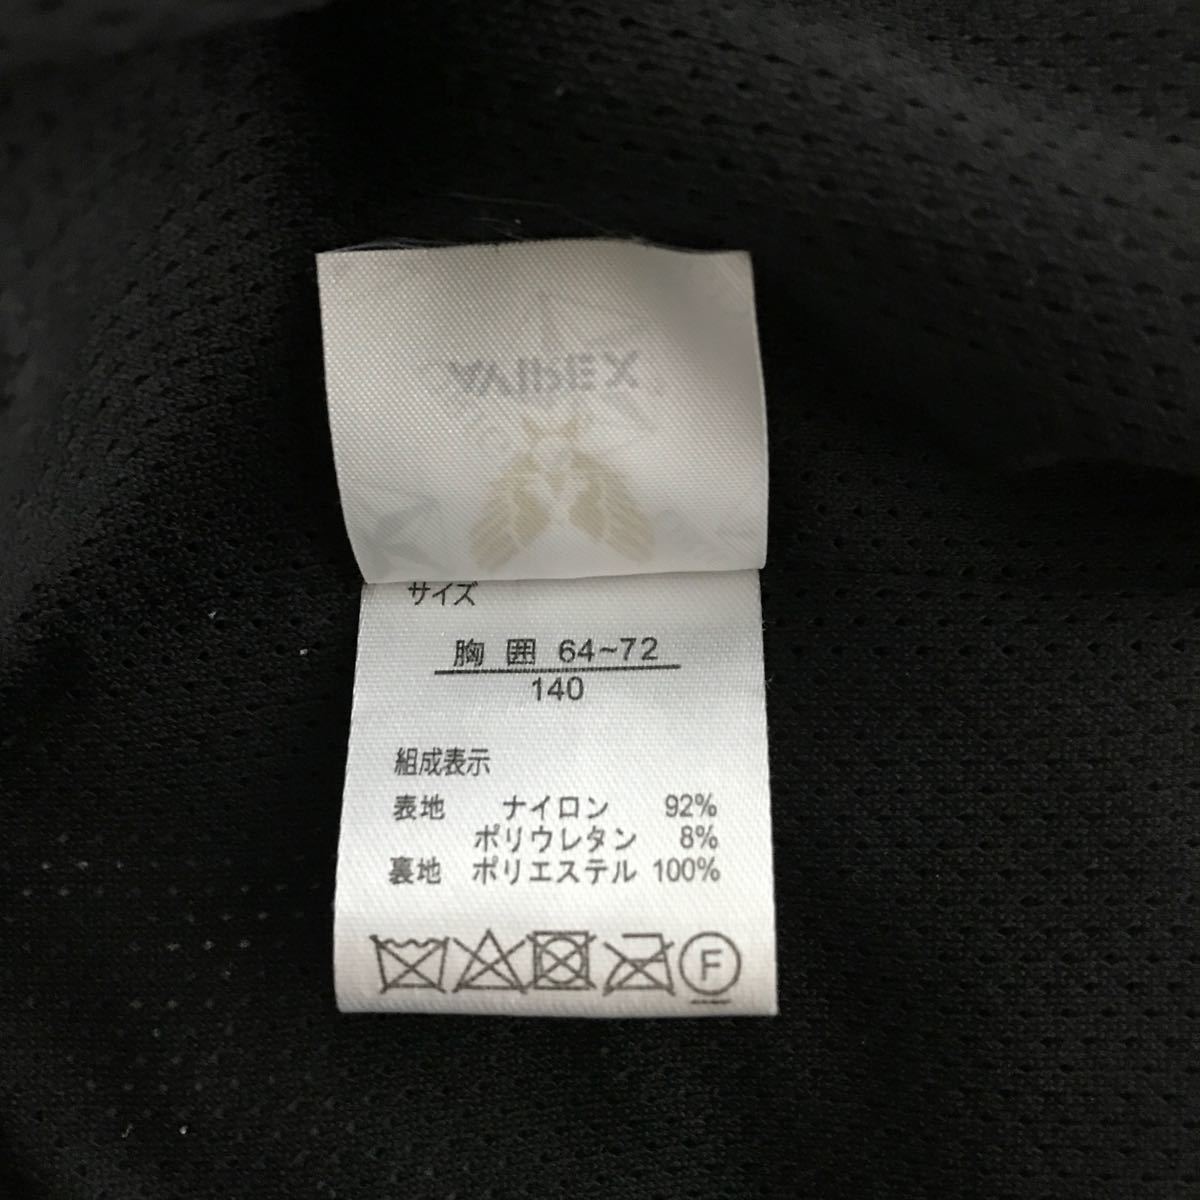 サイズ
胸囲 64~72
140
組成表示
表地 ナイロン 92%
ポリウレタン 8%
裏地 ポリエステル 100%
F